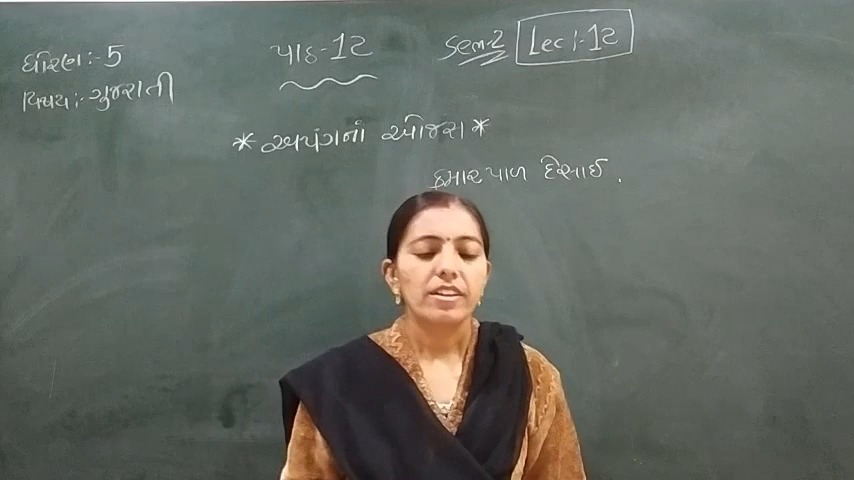 ધોરણ :- 5
પાઠ-12
sem-2
Lec :- 12
વિષય :- ગુજરાતી
* અપંગનાં ઓજસ *
કુમારપાળ દેસાઈ.